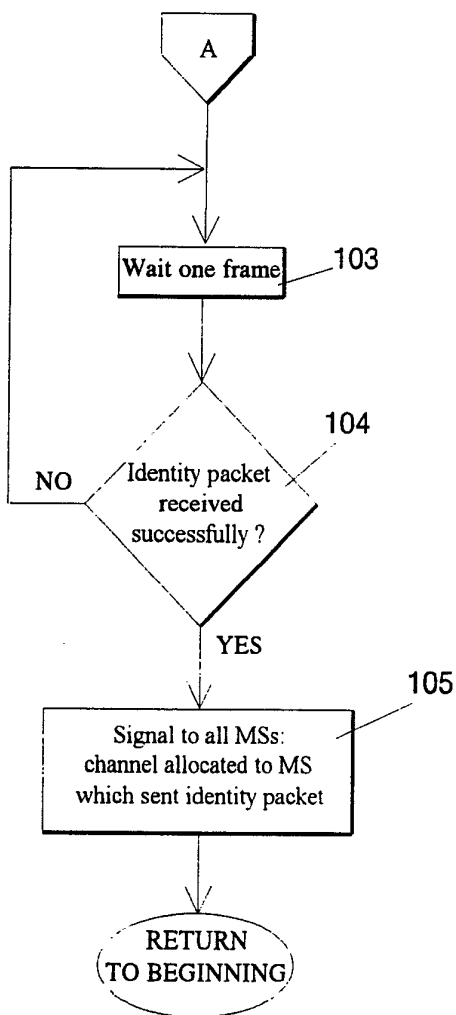 A
Wait one frame
103
104
Identity packet
received
successfully ?
NO
YES
105
Signal to all MSs:
channel allocated to MS
which sent identity packet
RETURN
TO BEGINNING